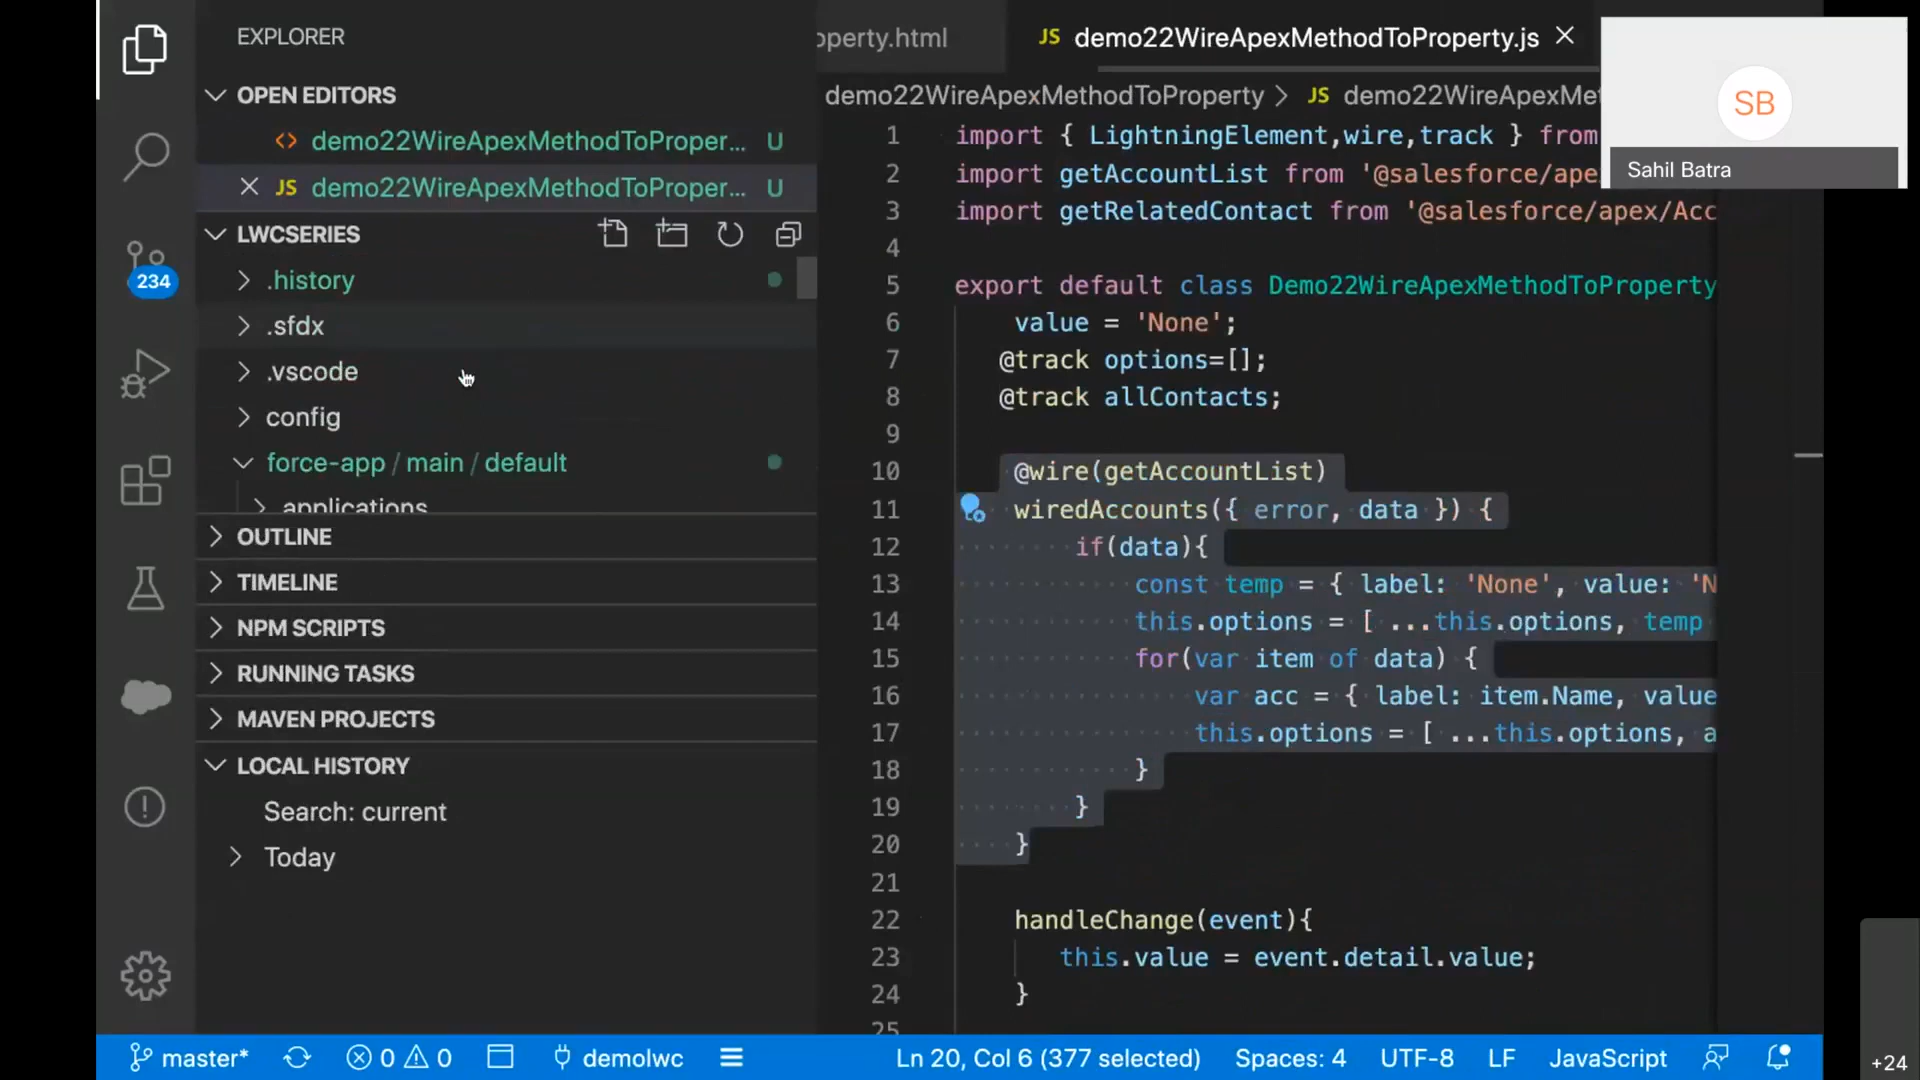 EXPLORER
OPEN EDITORS
<> demo22WireApexMethodToProper... U
JS demo22WireApexMethodToProper... U
LWCSERIES
.history
.sfdx
.vscode
config
force-app / main / default
applications
OUTLINE
TIMELINE
NPM SCRIPTS
RUNNING TASKS
MAVEN PROJECTS
LOCAL HISTORY
Search: current
Today
234
operty.html
JS demo22WireApexMethodToProperty.js
demo22WireApexMethodToProperty > JS demo22WireApexMet
1 import { LightningElement,wire,track } from
2 import getAccountList from '@salesforce/ape
3 import getRelatedContact from '@salesforce/apex/Acc
4
5 export default class Demo22WireApexMethodToProperty
6 value = 'None';
7 @track options=[];
8 @track allContacts;
9
10 @wire(getAccountList)
11 wiredAccounts({ error, data }) {
12 if(data){
13 const temp = { label: 'None', value: 'N
14 this.options = [ ...this.options, temp
15 for(var item of data) {
16 var acc = { label: item.Name, value
17 this.options = [ ...this.options, a
18 }
19 }
20 }
21
22 handleChange(event){
23 this.value = event.detail.value;
24 }
25
SB
Sahil Batra
master* 0 0 demolwc Ln 20, Col 6 (377 selected) Spaces: 4 UTF-8 LF JavaScript
+24